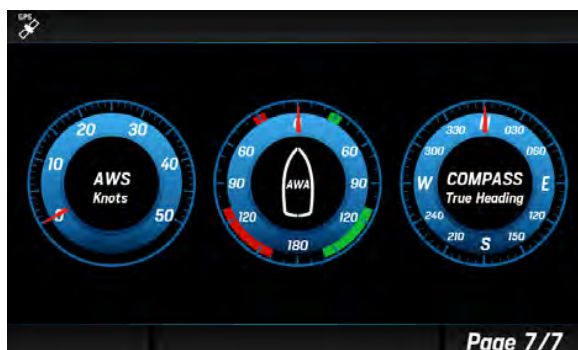 GPS
20 30
10 40
0 50
AWS
Knots
0
60 60
90 90
120 120
180
AWA
330 030
300 060
W E
240 120
210 150
S
COMPASS
True Heading
Page 7/7